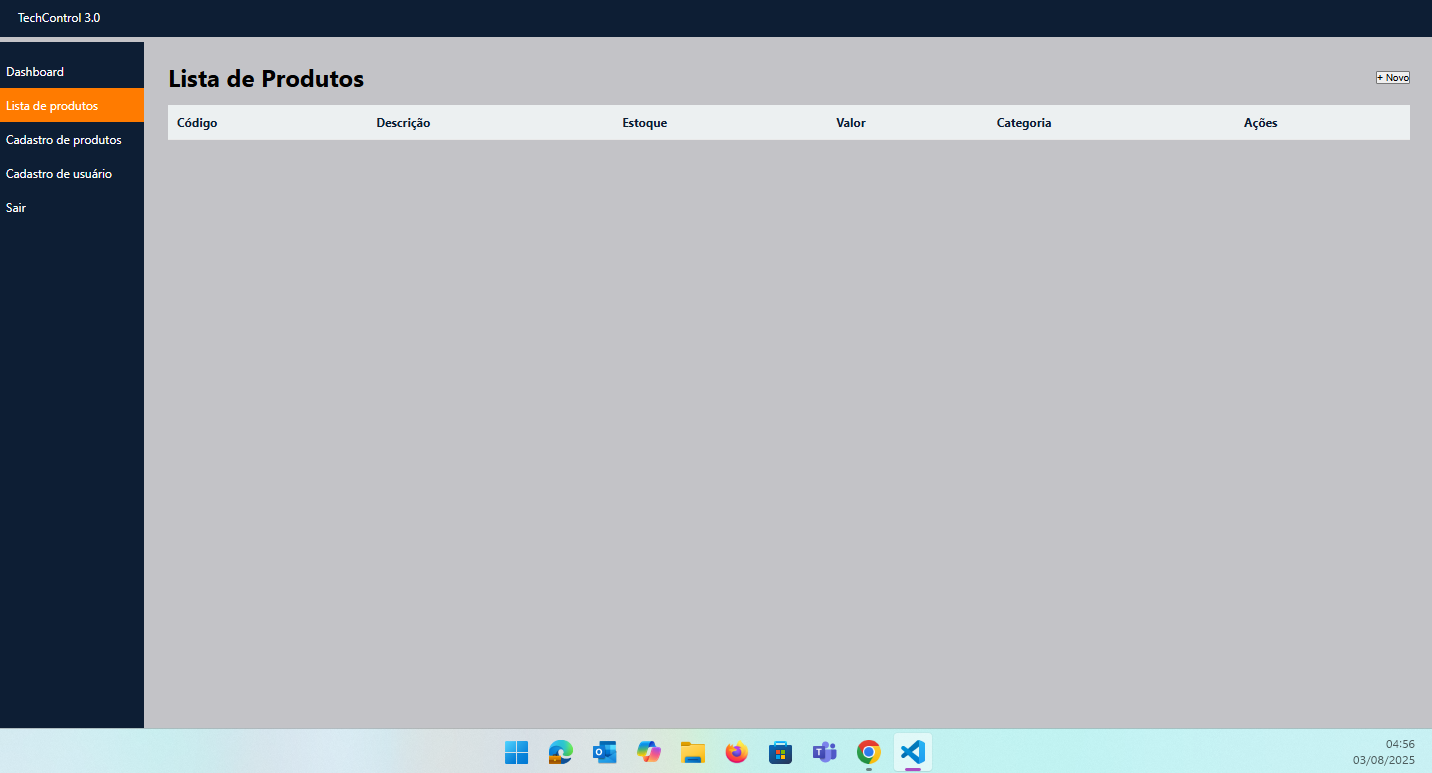 TechControl 3.0
Dashboard
Lista de produtos
Cadastro de produtos
Cadastro de usuário
Sair
Lista de Produtos
+ Novo
Código Descrição Estoque Valor Categoria Ações
04:56
03/08/2025